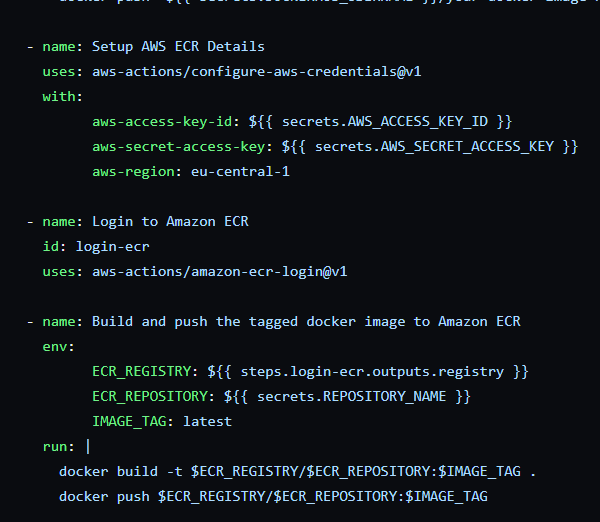 docker push
- name: Setup AWS ECR Details
uses: aws-actions/configure-aws-credentials@v1
with:
aws-access-key-id: ${{ secrets.AWS_ACCESS_KEY_ID }}
aws-secret-access-key: ${{ secrets.AWS_SECRET_ACCESS_KEY }}
aws-region: eu-central-1
- name: Login to Amazon ECR
id: login-ecr
uses: aws-actions/amazon-ecr-login@v1
- name: Build and push the tagged docker image to Amazon ECR
env:
ECR_REGISTRY: ${{ steps.login-ecr.outputs.registry }}
ECR_REPOSITORY: ${{ secrets.REPOSITORY_NAME }}
IMAGE_TAG: latest
run: |
docker build -t $ECR_REGISTRY/$ECR_REPOSITORY:$IMAGE_TAG .
docker push $ECR_REGISTRY/$ECR_REPOSITORY:$IMAGE_TAG